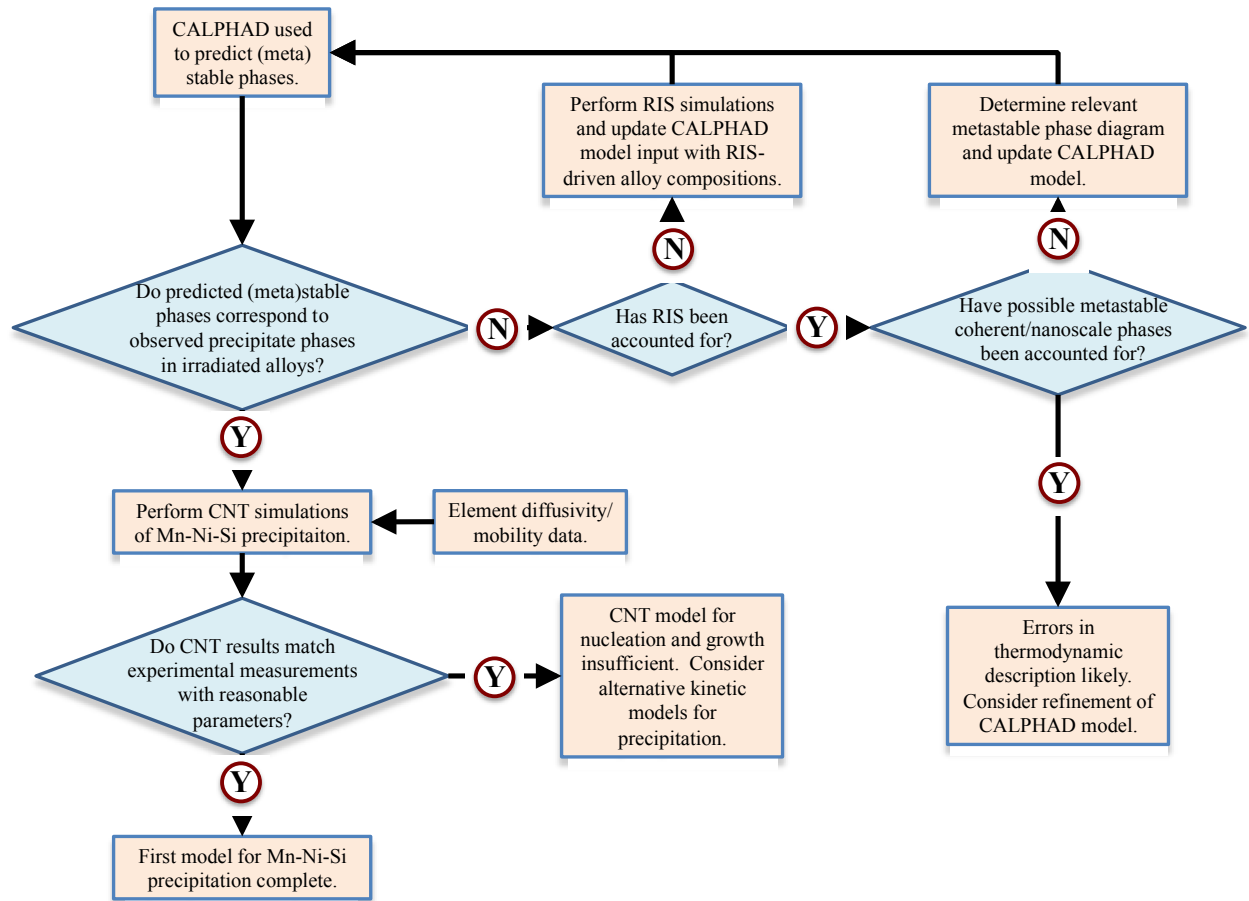 CALPHAD used
to predict (meta)
stable phases.
Perform RIS simulations
and update CALPHAD
model input with RIS-
driven alloy compositions.
Determine relevant
metastable phase diagram
and update CALPHAD
model.
N
N
Do predicted (meta)stable
phases correspond to
observed precipitate phases
in irradiated alloys?
N
Has RIS been
accounted for?
Y
Have possible metastable
coherent/nanoscale phases
been accounted for?
Y
Y
Perform CNT simulations
of Mn-Ni-Si precipitaiton.
Element diffusivity/
mobility data.
Do CNT results match
experimental measurements
with reasonable
parameters?
Y
CNT model for
nucleation and growth
insufficient.  Consider
alternative kinetic
models for
precipitation.
Errors in
thermodynamic
description likely.
Consider refinement of
CALPHAD model.
Y
First model for Mn-Ni-Si
precipitation complete.